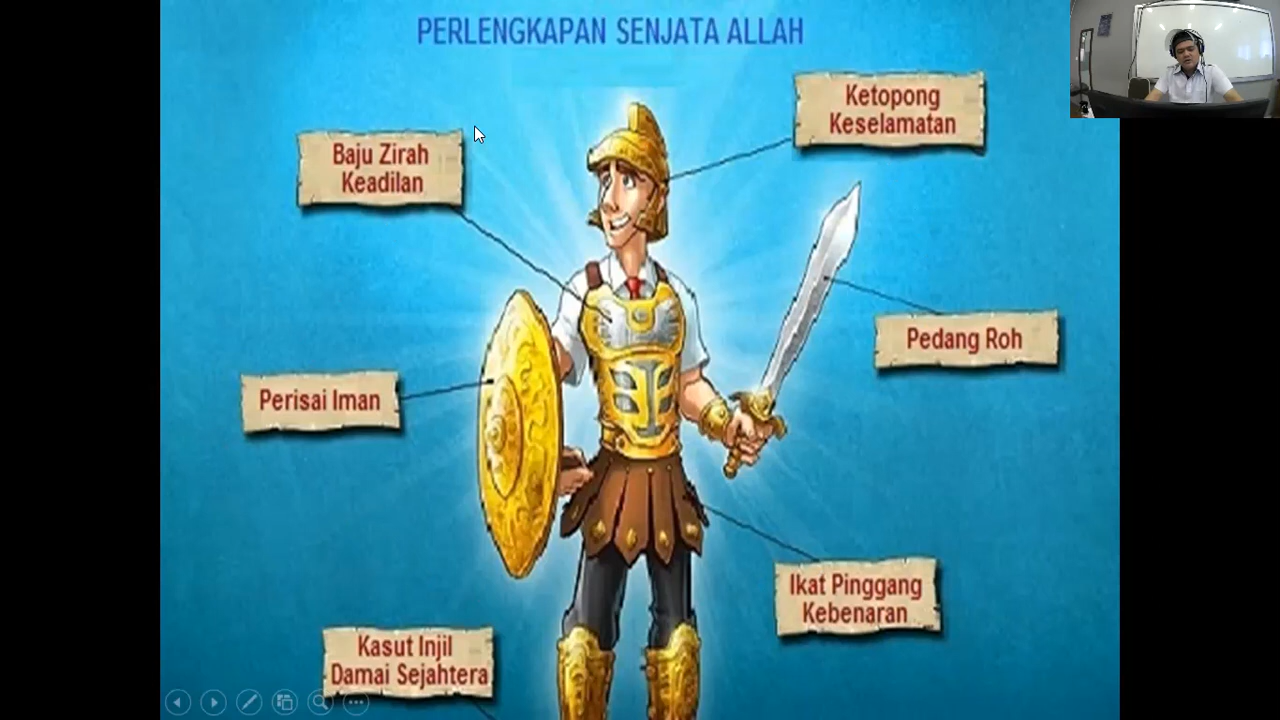 PERLENGKAPAN SENJATA ALLAH
Ketopong
Keselamatan
Baju Zirah
Keadilan
Pedang Roh
Perisai Iman
Ikat Pinggang
Kebenaran
Kasut Injil
Damai Sejahtera